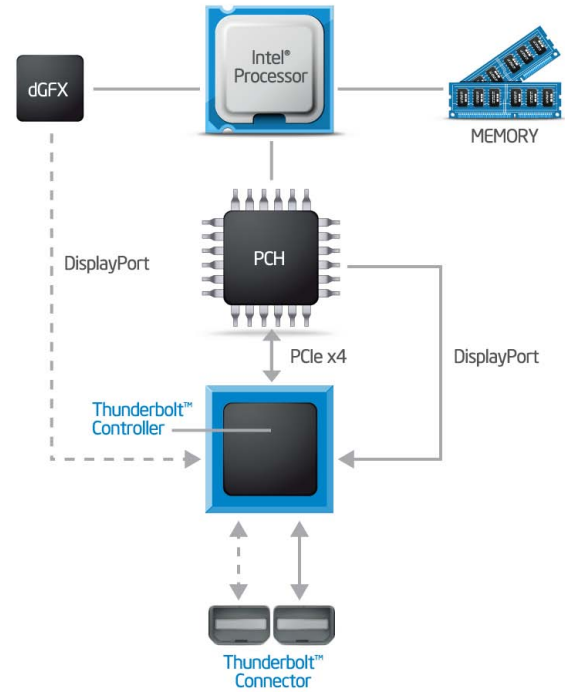 Intel®
Processor
dGFX
MEMORY
PCH
DisplayPort
PCIe x4
DisplayPort
Thunderbolt™
Controller
Thunderbolt™
Connector